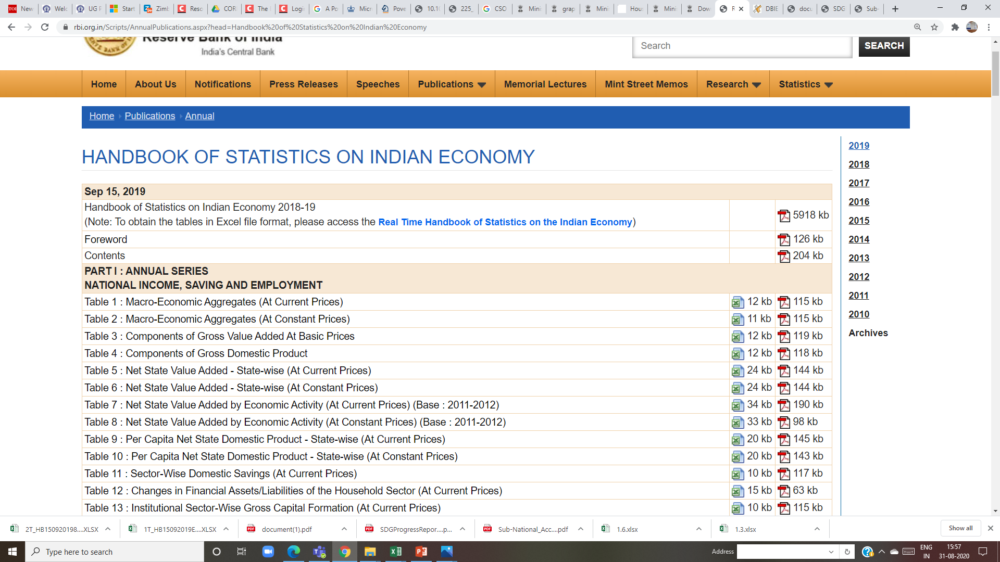 New
Welc
UG F
Start
Zimb
Reso
COR
The
Logi
A Po
Micr
Pove
10.1
225_
CSO
Mini
grap
Mini
Hou
Mini
Dow
R
DBIE
docu
SDG
Sub-
rbi.org.in/Scripts/AnnualPublications.aspx?head=Handbook%20of%20Statistics%20on%20Indian%20Economy
Reserve Bank of India
India's Central Bank
Search
SEARCH
Home About Us Notifications Press Releases Speeches Publications Memorial Lectures Mint Street Memos Research Statistics
Home Publications Annual
HANDBOOK OF STATISTICS ON INDIAN ECONOMY
Sep 15, 2019
Handbook of Statistics on Indian Economy 2018-19
(Note: To obtain the tables in Excel file format, please access the Real Time Handbook of Statistics on the Indian Economy)
5918 kb
Foreword 126 kb
Contents 204 kb
PART I : ANNUAL SERIES
NATIONAL INCOME, SAVING AND EMPLOYMENT
Table 1 : Macro-Economic Aggregates (At Current Prices) 12 kb 115 kb
Table 2 : Macro-Economic Aggregates (At Constant Prices) 11 kb 115 kb
Table 3 : Components of Gross Value Added At Basic Prices 12 kb 119 kb
Table 4 : Components of Gross Domestic Product 12 kb 118 kb
Table 5 : Net State Value Added - State-wise (At Current Prices) 24 kb 144 kb
Table 6 : Net State Value Added - State-wise (At Constant Prices) 24 kb 144 kb
Table 7 : Net State Value Added by Economic Activity (At Current Prices) (Base : 2011-2012) 34 kb 190 kb
Table 8 : Net State Value Added by Economic Activity (At Constant Prices) (Base : 2011-2012) 33 kb 98 kb
Table 9 : Per Capita Net State Domestic Product - State-wise (At Current Prices) 20 kb 145 kb
Table 10 : Per Capita Net State Domestic Product - State-wise (At Constant Prices) 20 kb 143 kb
Table 11 : Sector-Wise Domestic Savings (At Current Prices) 10 kb 117 kb
Table 12 : Changes in Financial Assets/Liabilities of the Household Sector (At Current Prices) 15 kb 63 kb
Table 13 : Institutional Sector-Wise Gross Capital Formation (At Current Prices) 10 kb 115 kb
2019
2018
2017
2016
2015
2014
2013
2012
2011
2010
Archives
2T_HB150920198....XLSX
1T_HB15092019E....XLSX
document(1).pdf
SDGProgressRepor....p...
Sub-National_Acc....pdf
1.6.xlsx
1.3.xlsx
Show all
Type here to search
Address
ENG
IN
15:57
31-08-2020